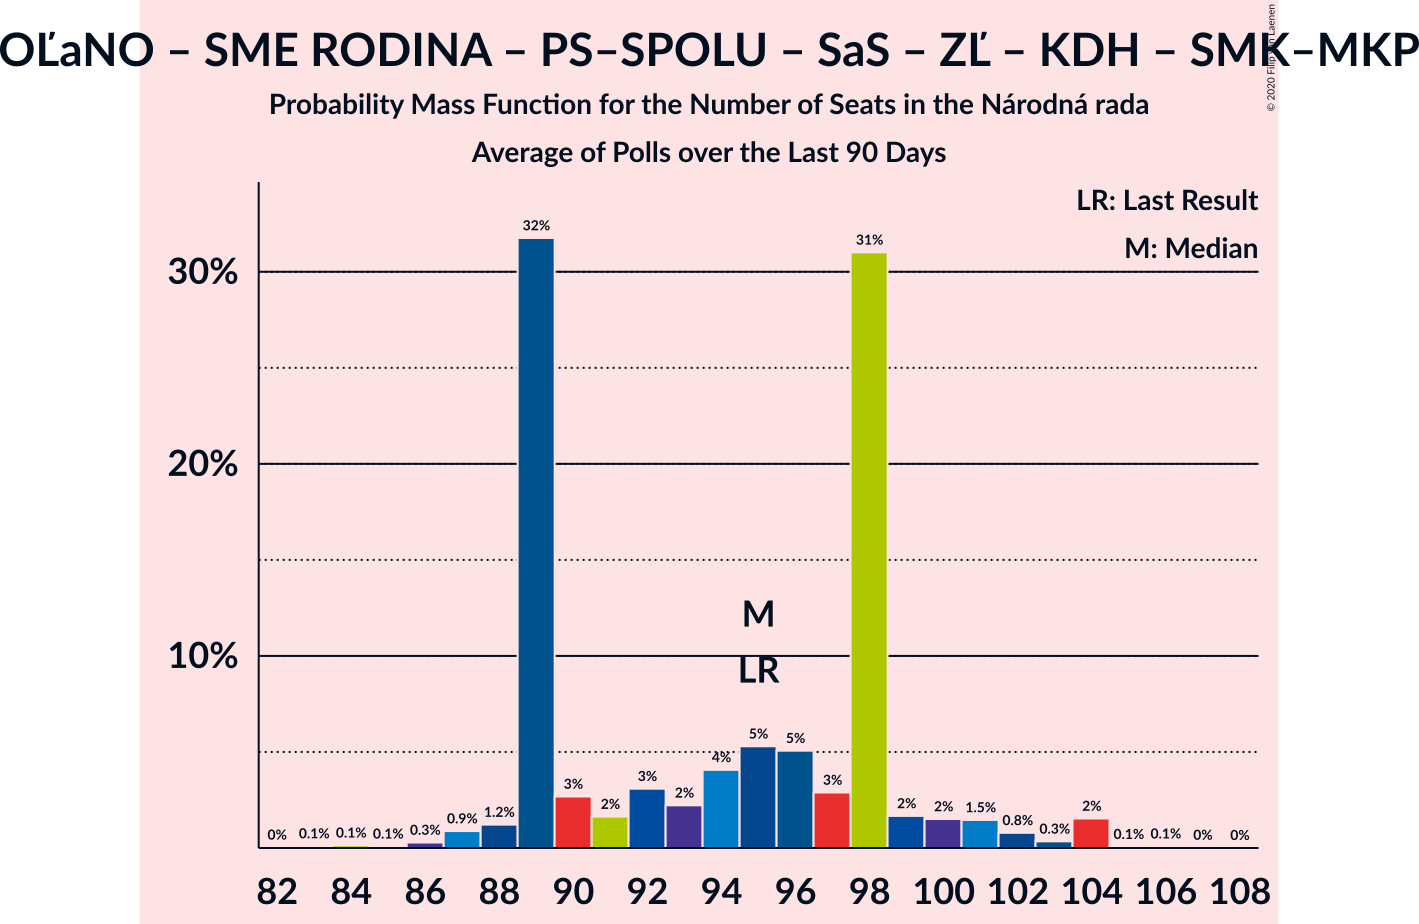 OĽaNO – SME RODINA – PS–SPOLU – SaS – ZĽ – KDH – SMK–MKP
Probability Mass Function for the Number of Seats in the Národná rada
Average of Polls over the Last 90 Days
© 2020 Filip van Laenen
LR: Last Result
M: Median
30%
20%
10%
32%
31%
M
LR
0% 0.1% 0.1% 0.1% 0.3% 0.9% 1.2% 3% 2% 3% 2% 4% 5% 5% 3% 2% 2% 1.5% 0.8% 0.3% 2% 0.1% 0.1% 0% 0%
82 84 86 88 90 92 94 96 98 100 102 104 106 108